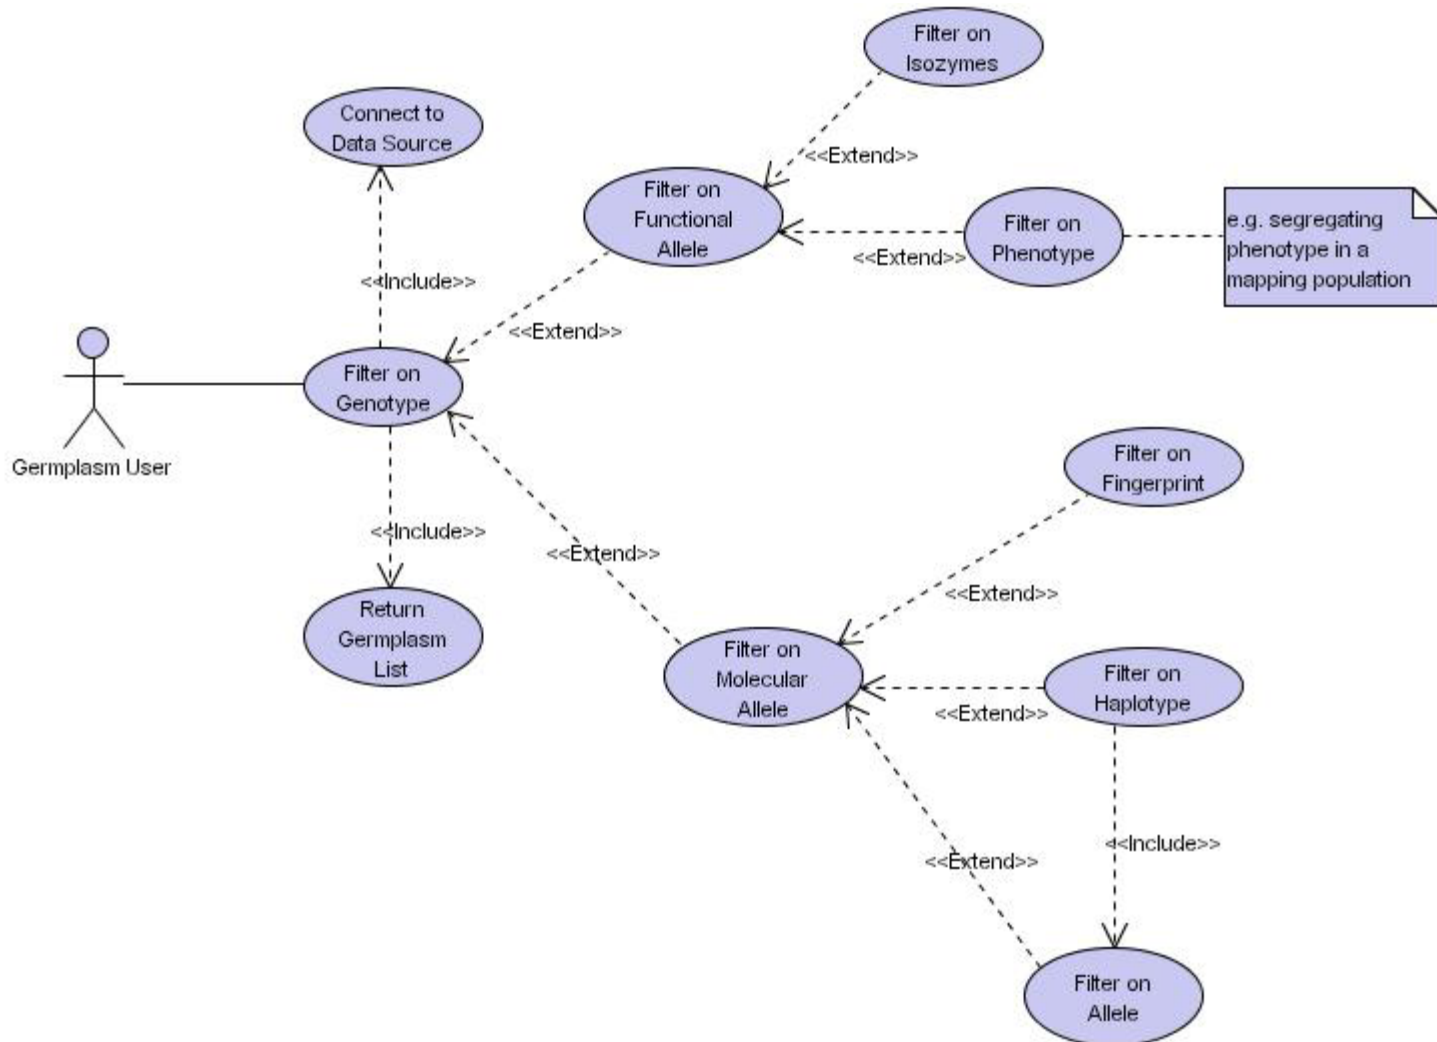 Filter on
Isozymes
Connect to
Data Source
<<Extend>>
Filter on
Functional
Allele
Filter on
Phenotype
e.g. segregating
phenotype in a
mapping population
<<Extend>>
<<Include>>
<<Extend>>
Filter on
Genotype
Germplasm User
Filter on
Fingerprint
<<Include>>
<<Extend>>
<<Extend>>
Return
Germplasm
List
Filter on
Molecular
Allele
Filter on
Haplotype
<<Extend>>
<<Include>>
<<Extend>>
Filter on
Allele